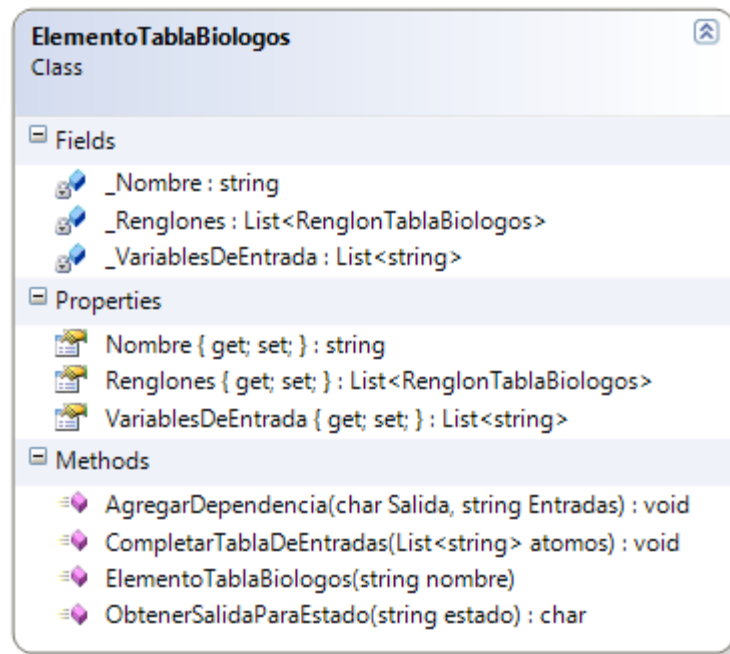 ElementoTablaBiologos
Class
Fields
_Nombre : string
_Renglones : List<RenglonTablaBiologos>
_VariablesDeEntrada : List<string>
Properties
Nombre { get; set; } : string
Renglones { get; set; } : List<RenglonTablaBiologos>
VariablesDeEntrada { get; set; } : List<string>
Methods
AgregarDependencia(char Salida, string Entradas) : void
CompletarTablaDeEntradas(List<string> atomos) : void
ElementoTablaBiologos(string nombre)
ObtenerSalidaParaEstado(string estado) : char